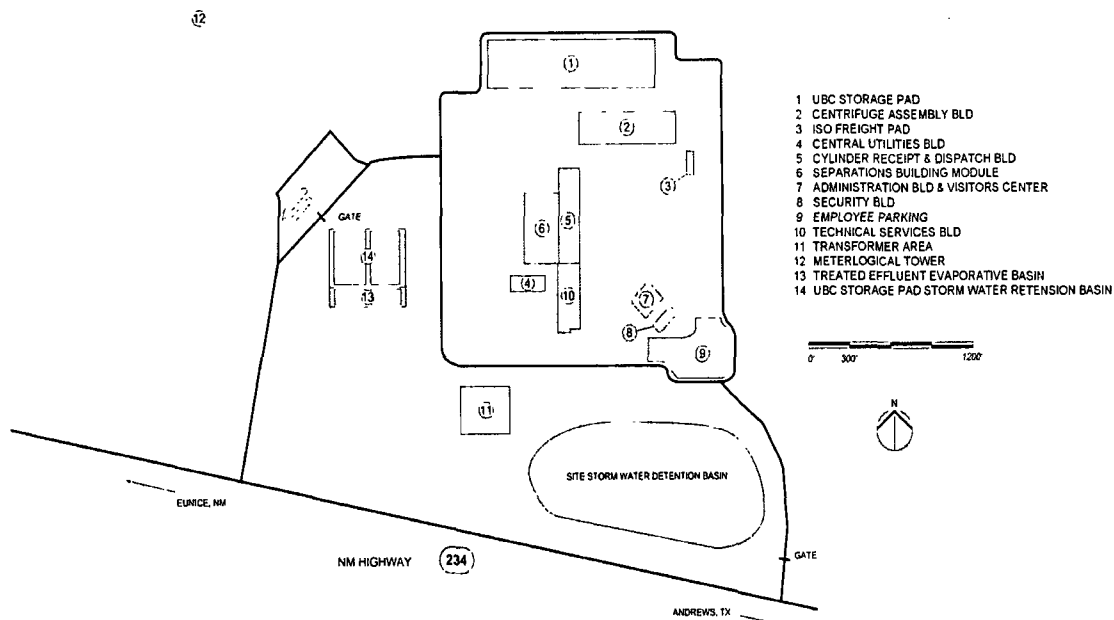 12
1
2
3
5
6
4
10
7
8
9
11
14
13
GATE
1 UBC STORAGE PAD
2 CENTRIFUGE ASSEMBLY BLD
3 ISO FREIGHT PAD
4 CENTRAL UTILITIES BLD
5 CYLINDER RECEIPT & DISPATCH BLD
6 SEPARATIONS BUILDING MODULE
7 ADMINISTRATION BLD & VISITORS CENTER
8 SECURITY BLD
9 EMPLOYEE PARKING
10 TECHNICAL SERVICES BLD
11 TRANSFORMER AREA
12 METERLOGICAL TOWER
13 TREATED EFFLUENT EVAPORATIVE BASIN
14 UBC STORAGE PAD STORM WATER RETENSION BASIN
0' 300' 1200'
N
SITE STORM WATER DETENTION BASIN
EUNICE, NM
NM HIGHWAY 234
GATE
ANDREWS, TX